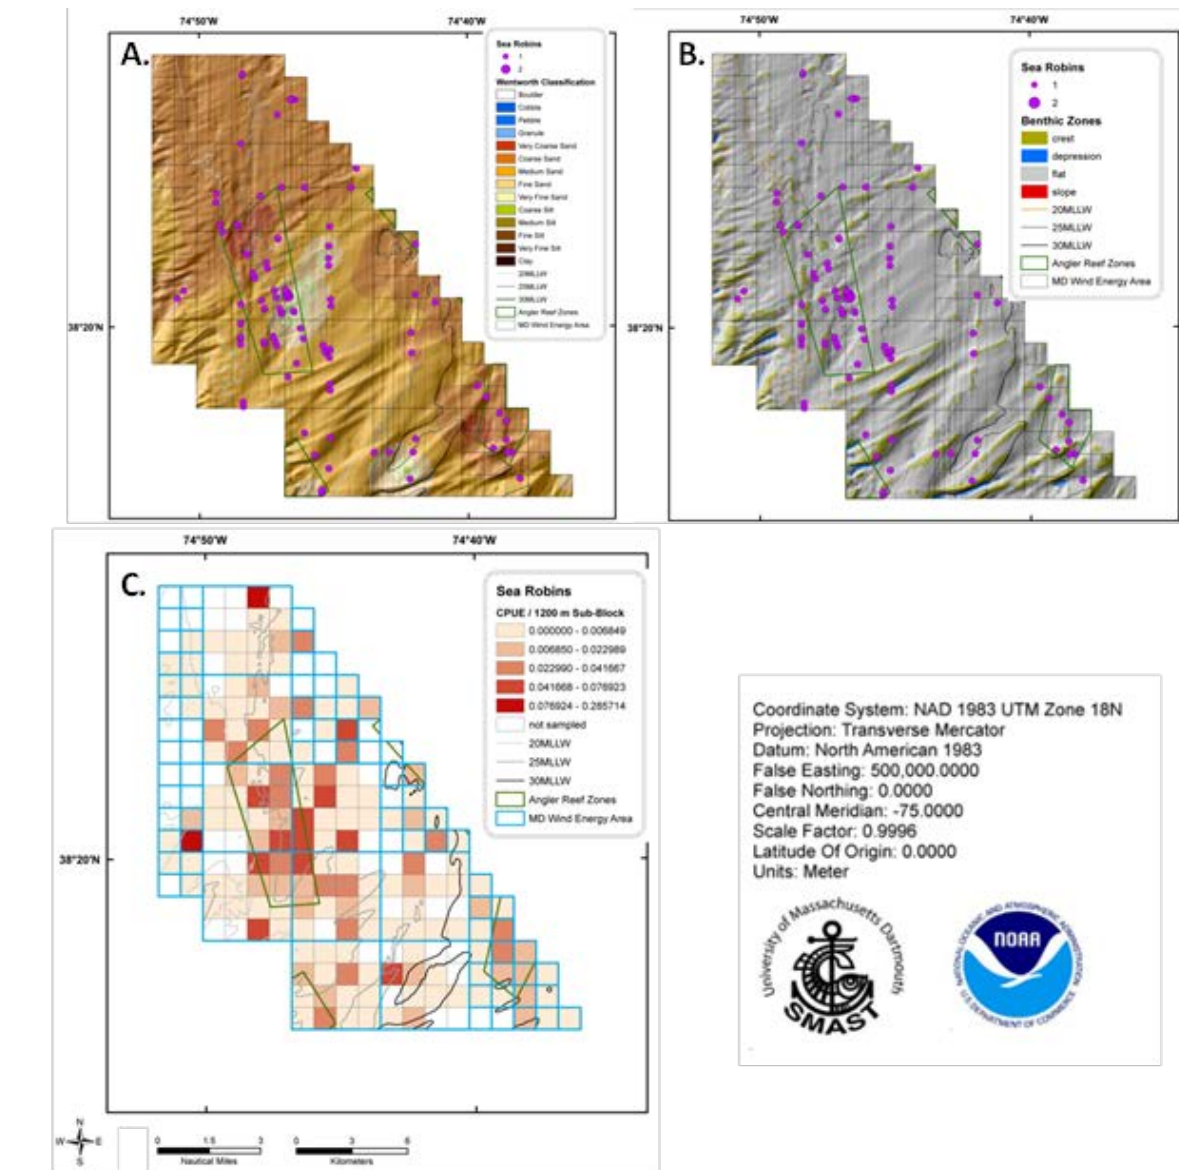 74°50'W
74°40'W
A.
Sea Robins
1
2
Wentworth Classification
Boulder
Cobble
Pebble
Granule
Very Coarse Sand
Coarse Sand
Medium Sand
Fine Sand
Very Fine Sand
Coarse Silt
Medium Silt
Fine Silt
Very Fine Silt
Clay
20MLLW
25MLLW
30MLLW
Angler Reef Zones
MD Wind Energy Area
38°20'N
74°50'W
74°40'W
B.
Sea Robins
1
2
Benthic Zones
crest
depression
flat
slope
20MLLW
25MLLW
30MLLW
Angler Reef Zones
MD Wind Energy Area
38°20'N
74°50'W
74°40'W
C.
Sea Robins
CPUE / 1200 m Sub-Block
0.000000 - 0.006849
0.006850 - 0.022989
0.022990 - 0.041667
0.041668 - 0.076923
0.076924 - 0.285714
not sampled
20MLLW
25MLLW
30MLLW
Angler Reef Zones
MD Wind Energy Area
38°20'N
N
W E
S
0 1.5 3
Nautical Miles
0 3 6
Kilometers
Coordinate System: NAD 1983 UTM Zone 18N
Projection: Transverse Mercator
Datum: North American 1983
False Easting: 500,000.0000
False Northing: 0.0000
Central Meridian: -75.0000
Scale Factor: 0.9996
Latitude Of Origin: 0.0000
Units: Meter
University of Massachusetts Dartmouth
SMAST
NATIONAL OCEANIC AND ATMOSPHERIC ADMINISTRATION
NOAA
U.S. DEPARTMENT OF COMMERCE